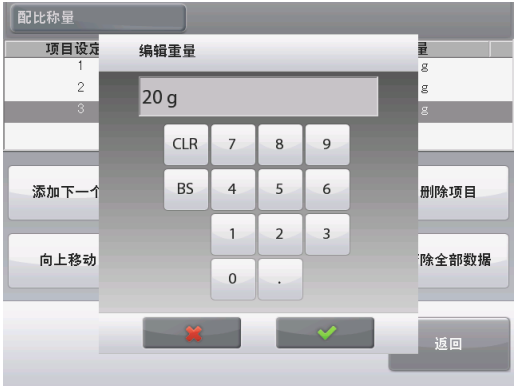 配比称量
项目设定
量
1
g
2
g
3
g
编辑重量
20 g
CLR 7 8 9
BS 4 5 6
1 2 3
0 .
添加下一个
删除项目
向上移动
除全部数据
返回